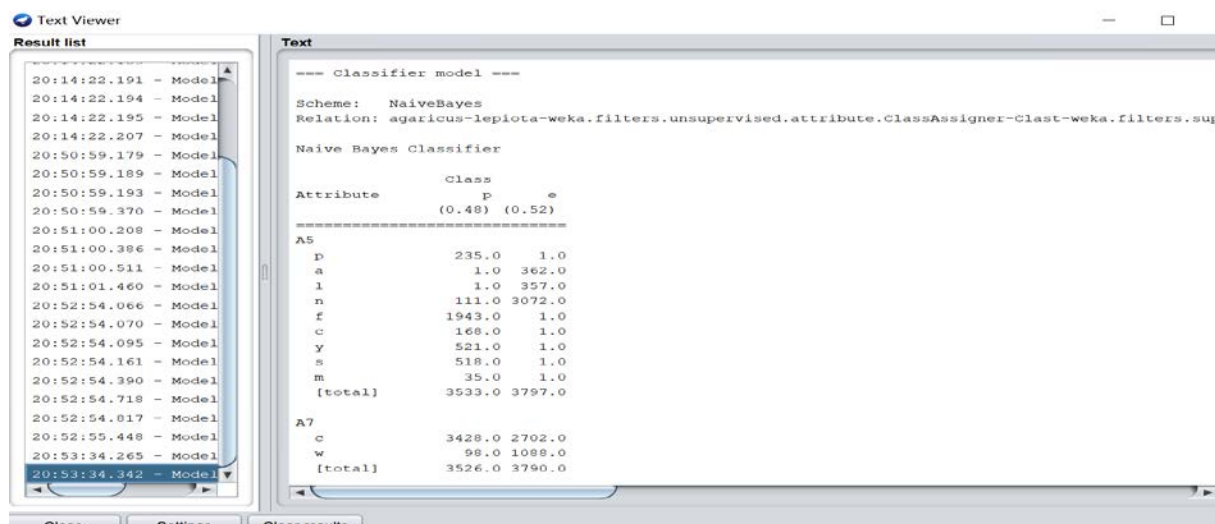 Text Viewer
Result list
Text
20:14:22.191 - Model
20:14:22.194 - Model
20:14:22.195 - Model
20:14:22.207 - Model
20:50:59.179 - Model
20:50:59.189 - Model
20:50:59.193 - Model
20:50:59.370 - Model
20:51:00.208 - Model
20:51:00.386 - Model
20:51:00.511 - Model
20:51:01.460 - Model
20:52:54.066 - Model
20:52:54.070 - Model
20:52:54.095 - Model
20:52:54.161 - Model
20:52:54.390 - Model
20:52:54.718 - Model
20:52:54.817 - Model
20:52:55.448 - Model
20:53:34.265 - Model
20:53:34.342 - Model
=== Classifier model ===
Scheme: NaiveBayes
Relation: agaricus-lepiota-weka.filters.unsupervised.attribute.ClassAssigner-Clast-weka.filters.sup
Naive Bayes Classifier
Class
Attribute p e
(0.48) (0.52)
==============================
A5
p 235.0 1.0
a 1.0 362.0
l 1.0 357.0
n 111.0 3072.0
f 1943.0 1.0
c 168.0 1.0
y 521.0 1.0
s 518.0 1.0
m 35.0 1.0
[total] 3533.0 3797.0
A7
c 3428.0 2702.0
w 98.0 1088.0
[total] 3526.0 3790.0
Close Settings Clear results